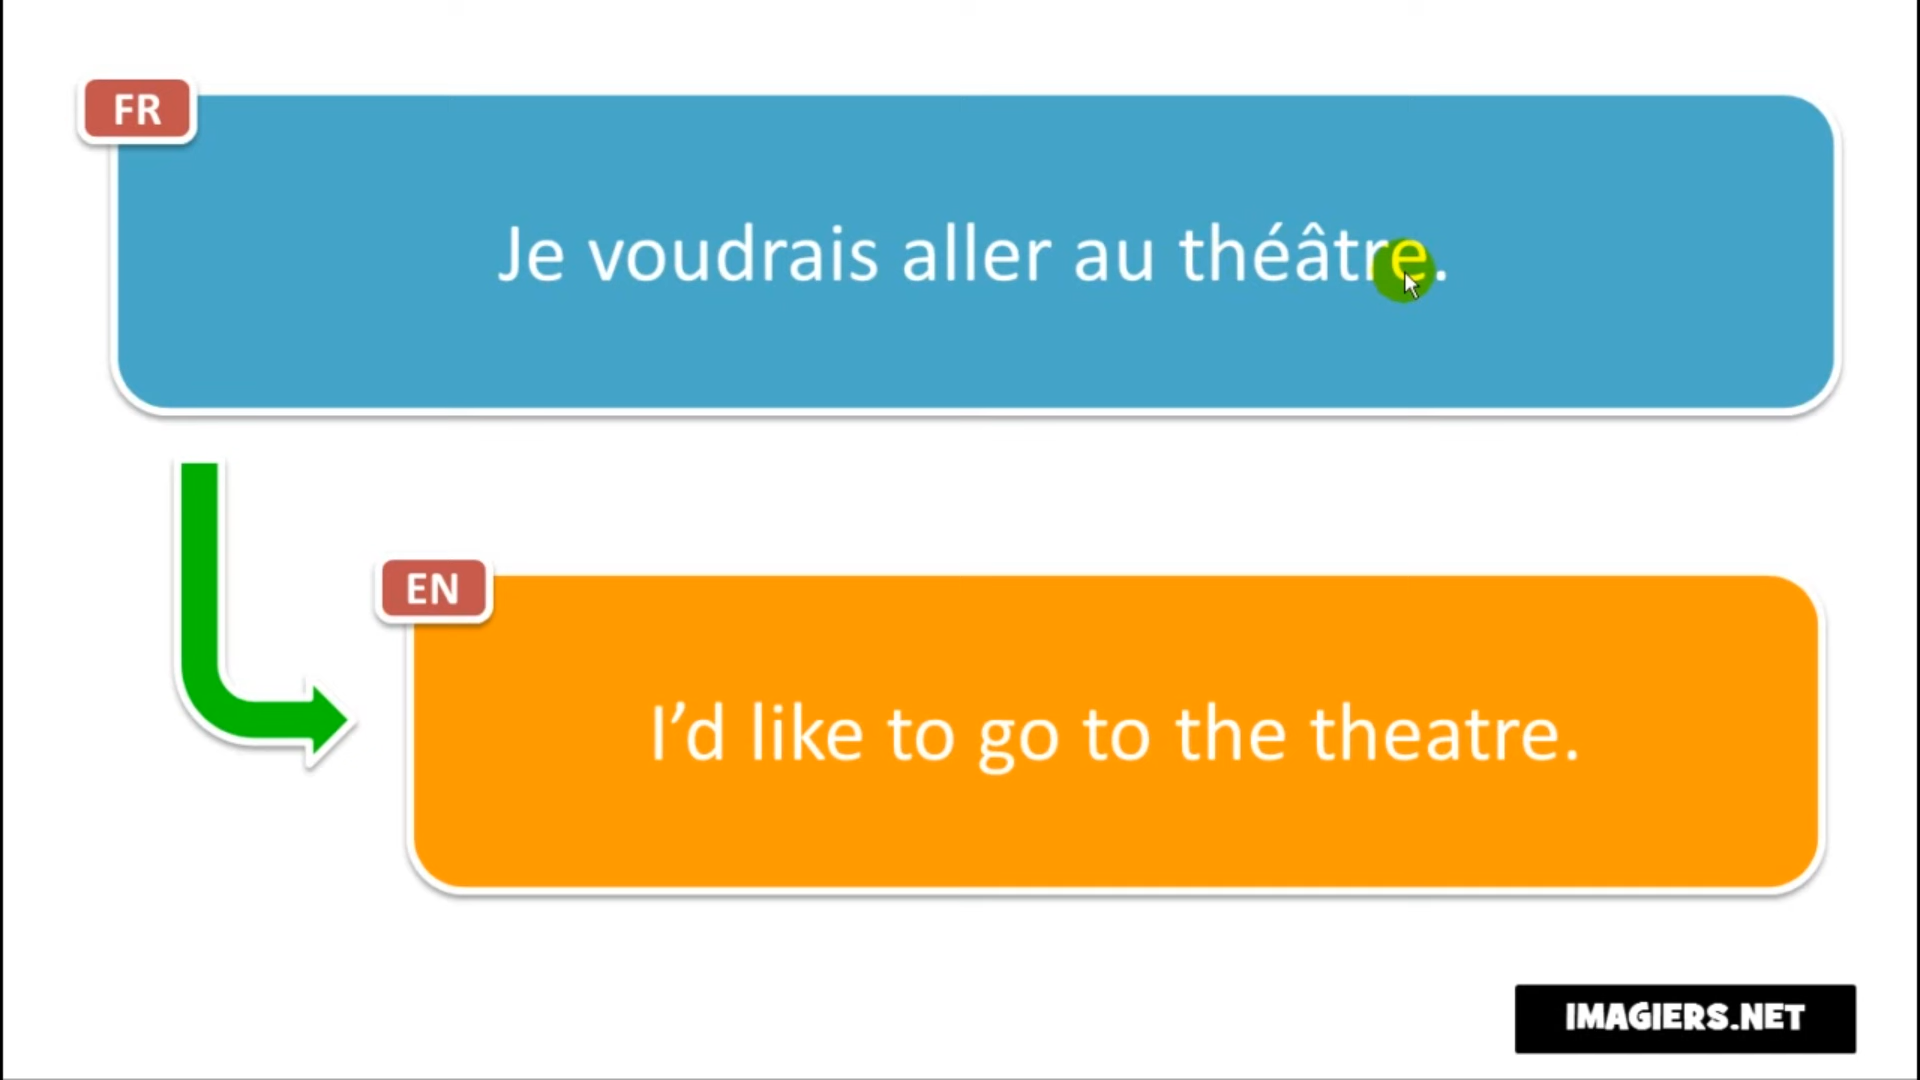 FR
Je voudrais aller au théâtre.
EN
I’d like to go to the theatre.
IMAGIERS.NET